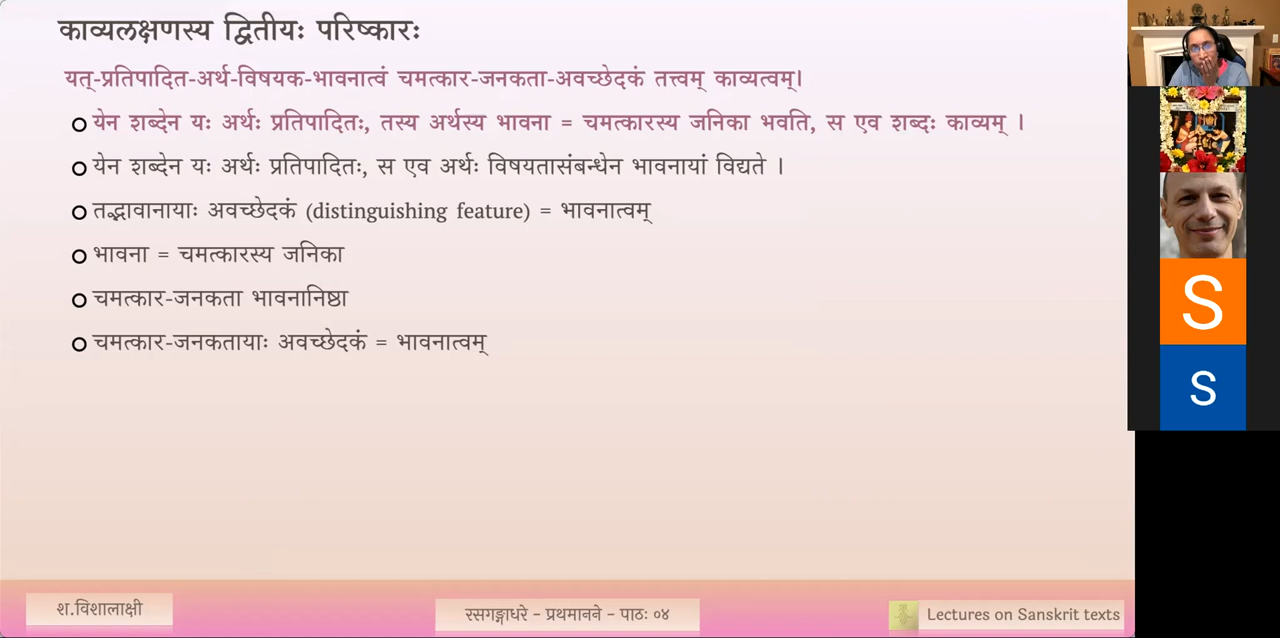 काव्यलक्षणस्य द्वितीयः परिष्कारः
यत्-प्रतिपादित-अर्थ-विषयक-भावनात्वं चमत्कार-जनकता-अवच्छेदकं तत्त्वम् काव्यत्वम्।
येन शब्देन यः अर्थः प्रतिपादितः, तस्य अर्थस्य भावना = चमत्कारस्य जनिका भवति, स एव शब्दः काव्यम् ।
येन शब्देन यः अर्थः प्रतिपादितः, स एव अर्थः विषयतासंबन्धेन भावनायां विद्यते ।
तद्भावानायाः अवच्छेदकं (distinguishing feature) = भावनात्वम्
भावना = चमत्कारस्य जनिका
चमत्कार-जनकता भावनानिष्ठा
चमत्कार-जनकतायाः अवच्छेदकं = भावनात्वम्
श.विशालाक्षी
रसगङ्गाधरे - प्रथमानने - पाठः ०४
Lectures on Sanskrit texts
S
S